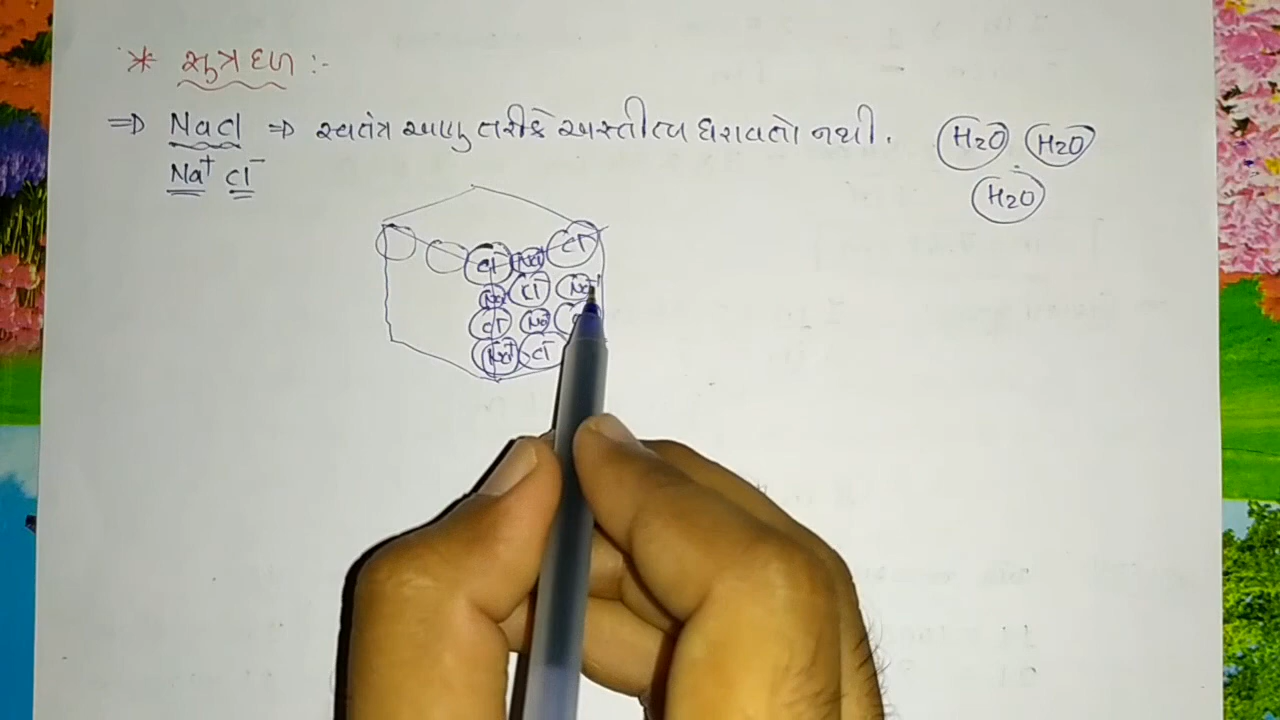 * સુત્રદળ :-
⇒ NaCl ⇒ સ્વતંત્ર અણુ તરીકે અસ્તીત્વ ધરાવતો નથી. H₂O H₂O
Na⁺ Cl⁻ H₂O
Cl⁻ Na⁺ Cl⁻
Na⁺ Cl⁻ Na⁺
Cl⁻ Na⁺
Na⁺ Cl⁻